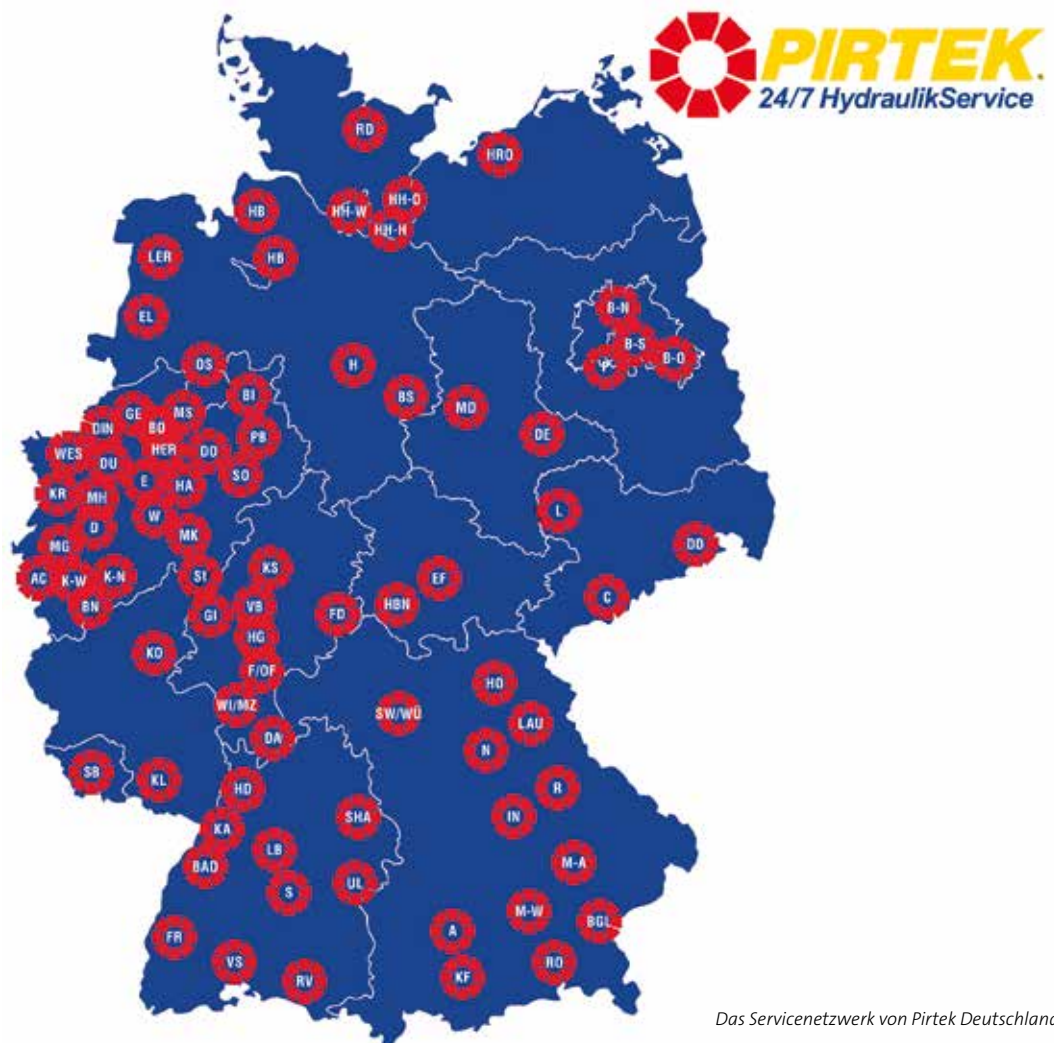 PIRTEK.
24/7 HydraulikService
RD
HRO
HH-O
HB
HH-W
HH-H
LER
HB
B-N
EL
B-S
B-O
P
OS
H
BI
BS
MD
GE
MS
DIN
BO
DE
PB
HER
DO
WES
DU
SO
E
HA
KR
MH
W
L
D
MK
MG
DD
KS
AC
K-W
K-N
SI
EF
C
BN
VB
HBN
GI
FD
HG
KO
F/OF
HO
WI/MZ
SW/WÜ
LAU
DA
N
SB
KL
HD
R
SHA
IN
KA
LB
BAD
M-A
UL
S
M-W
BGL
A
FR
VS
RO
KF
RV
Das Servicenetzwerk von Pirtek Deutschland